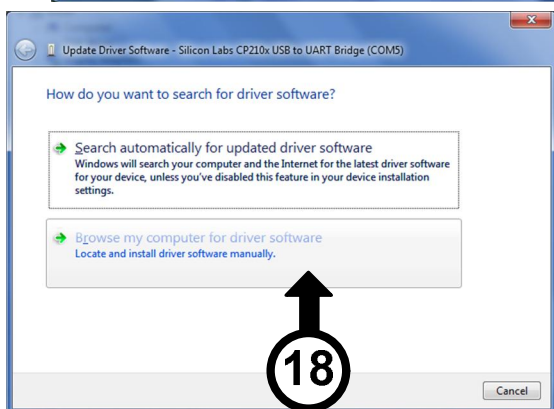 Update Driver Software - Silicon Labs CP210x USB to UART Bridge (COM5)
How do you want to search for driver software?
Search automatically for updated driver software
Windows will search your computer and the Internet for the latest driver software
for your device, unless you've disabled this feature in your device installation
settings.
Browse my computer for driver software
Locate and install driver software manually.
18
Cancel